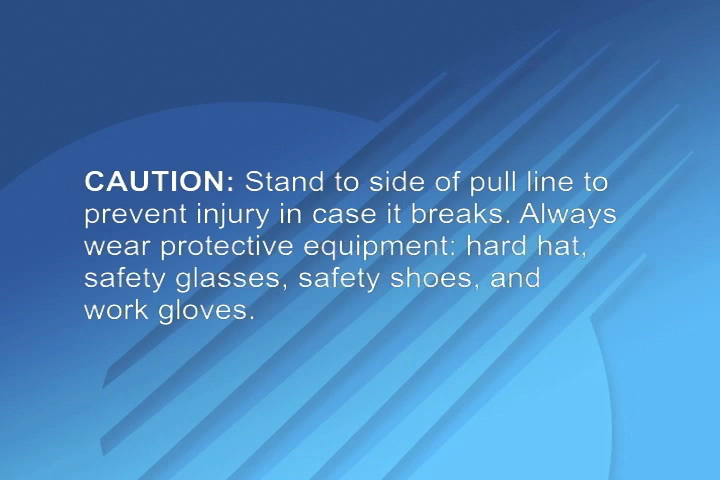 CAUTION: Stand to side of pull line to
prevent injury in case it breaks. Always
wear protective equipment: hard hat,
safety glasses, safety shoes, and
work gloves.